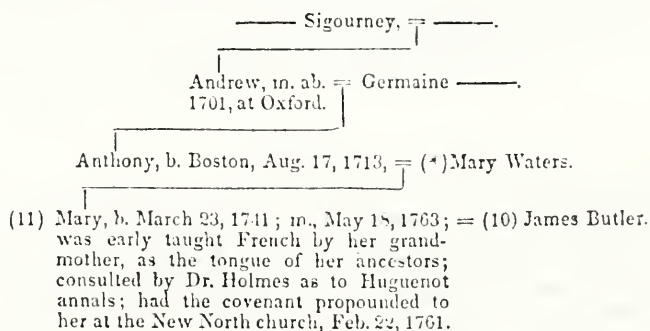 ——— Sigourney, = ———.
Andrew, m. ab. = Germaine ———.
1701, at Oxford.
Anthony, b. Boston, Aug. 17, 1713, = (*)Mary Waters.
(11) Mary, b. March 23, 1741 ; m., May 18, 1763 ; = (10) James Butler.
was early taught French by her grand-
mother, as the tongue of her ancestors;
consulted by Dr. Holmes as to Huguenot
annals; had the covenant propounded to
her at the New North church, Feb. 22, 1761.